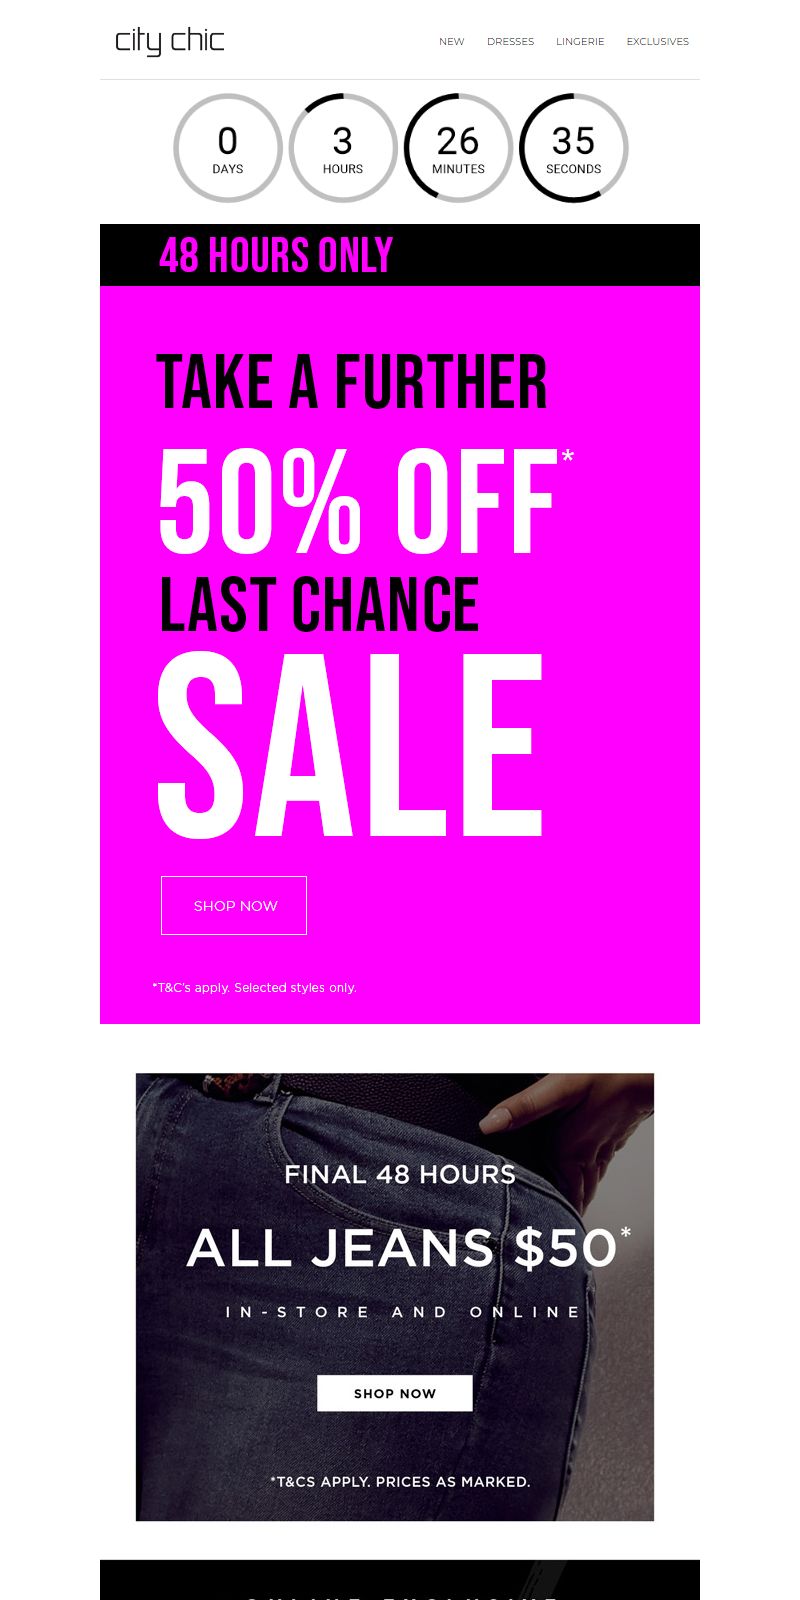 city chic
NEW DRESSES LINGERIE EXCLUSIVES
0 3 26 35
DAYS HOURS MINUTES SECONDS
48 HOURS ONLY
TAKE A FURTHER
50% OFF*
LAST CHANCE
SALE
SHOP NOW
*T&C's apply. Selected styles only.
FINAL 48 HOURS
ALL JEANS $50*
IN-STORE AND ONLINE
SHOP NOW
*T&CS APPLY. PRICES AS MARKED.